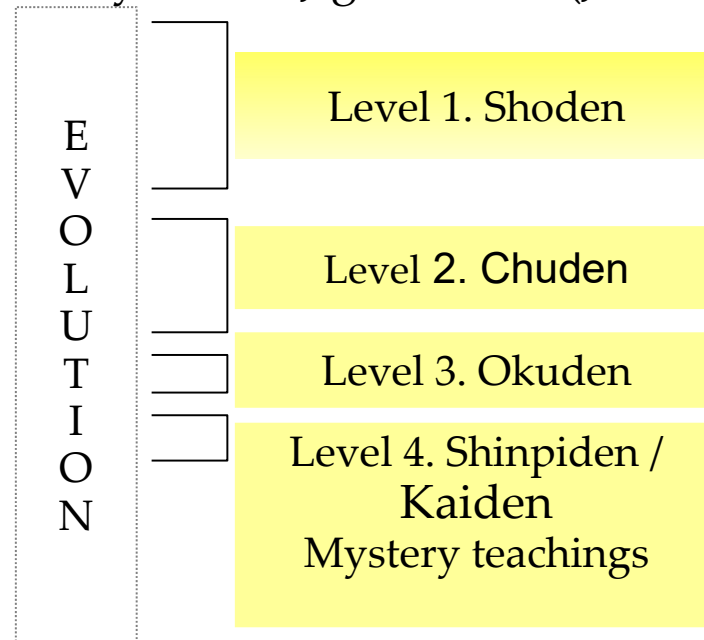 E
V
O
L
U
T
I
O
N
Level 1. Shoden
Level 2. Chuden
Level 3. Okuden
Level 4. Shinpiden /
Kaiden
Mystery teachings